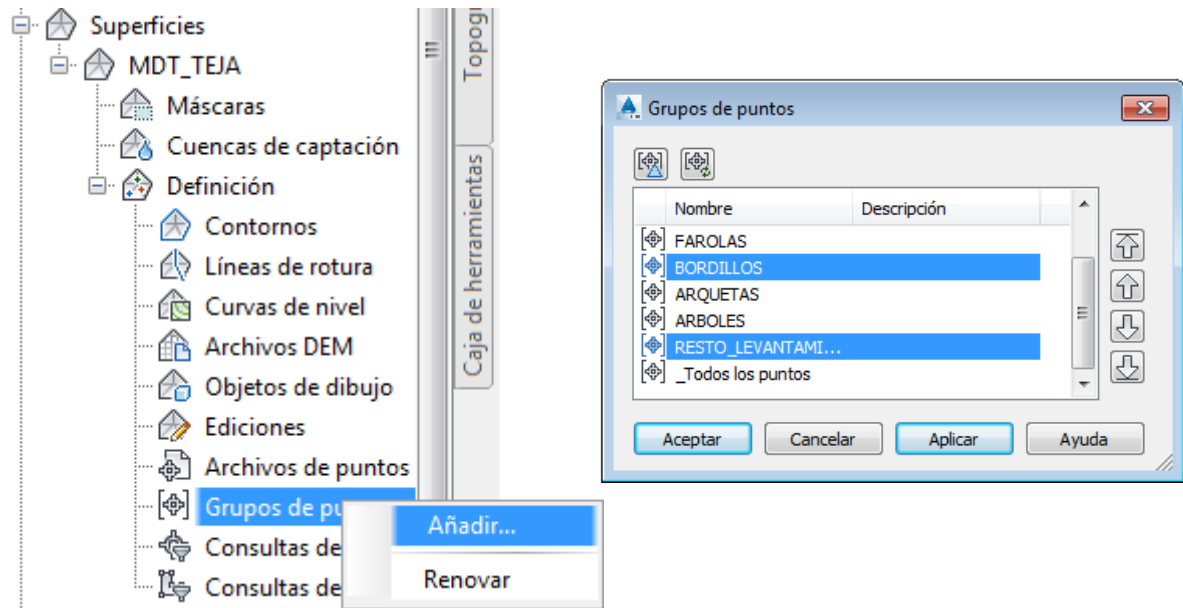 Superficies
MDT_TEJA
Máscaras
Cuencas de captación
Definición
Contornos
Líneas de rotura
Curvas de nivel
Archivos DEM
Objetos de dibujo
Ediciones
Archivos de puntos
Grupos de pu
Consultas de
Consultas de
Añadir...
Renovar
Topog
Caja de herramientas
Grupos de puntos
Nombre Descripción
FAROLAS
BORDILLOS
ARQUETAS
ARBOLES
RESTO_LEVANTAMI...
_Todos los puntos
Aceptar Cancelar Aplicar Ayuda